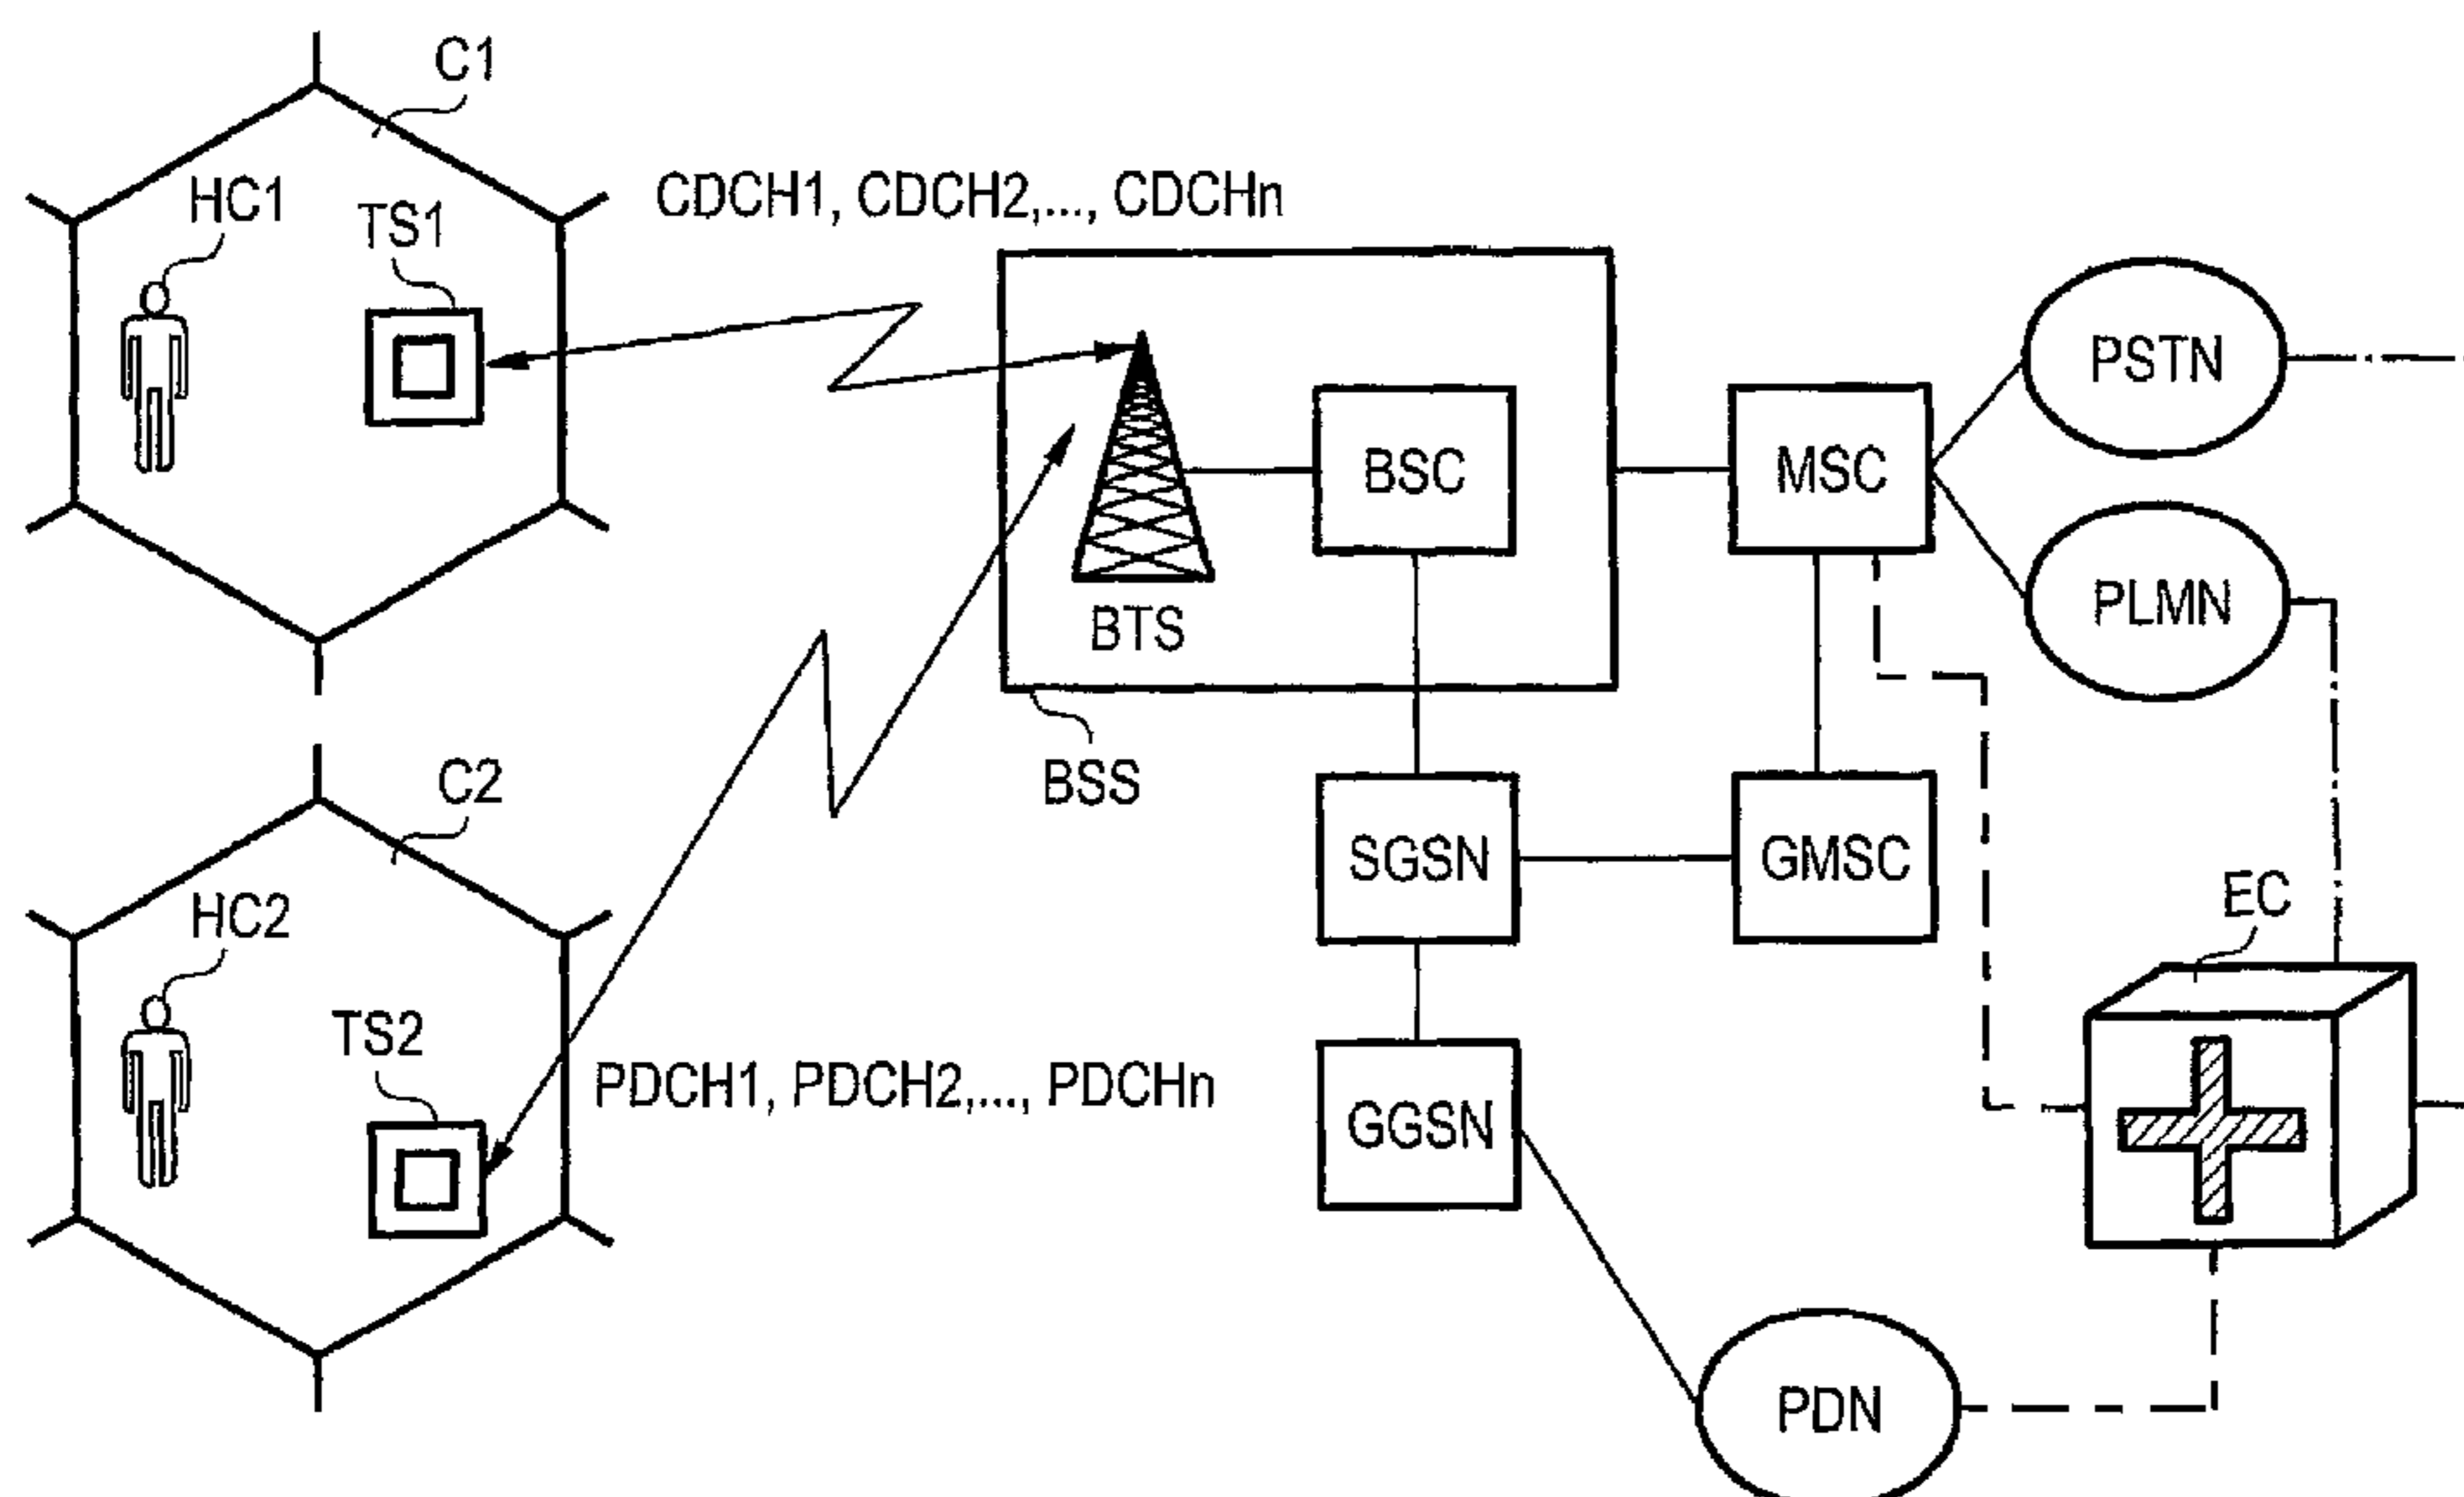 C1
HC1
TS1
CDCH1, CDCH2,..., CDCHn
PSTN
BSC
MSC
PLMN
BTS
BSS
C2
SGSN
GMSC
EC
HC2
TS2
PDCH1, PDCH2,..., PDCHn
GGSN
PDN